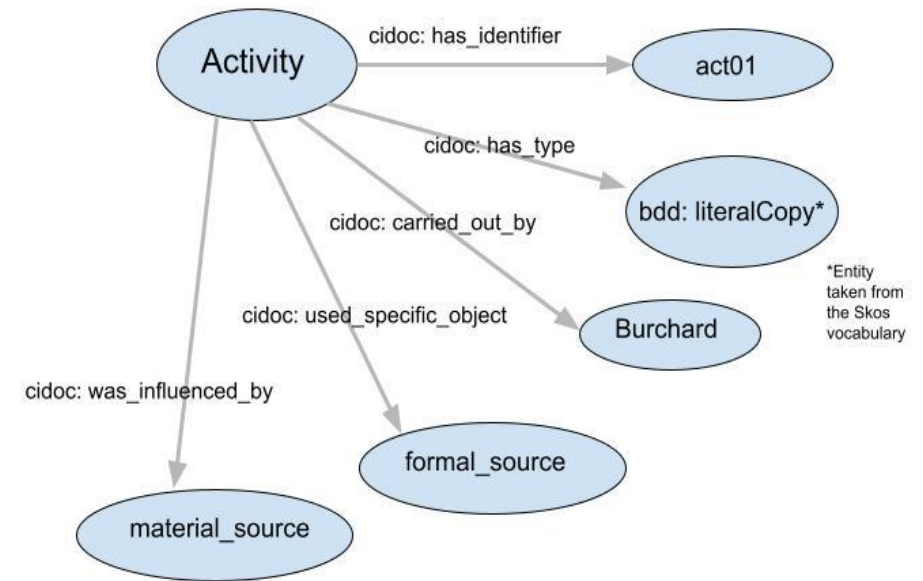 Activity
cidoc: has_identifier
act01
cidoc: has_type
bdd: literalCopy*
*Entity
taken from
the Skos
vocabulary
cidoc: carried_out_by
Burchard
cidoc: used_specific_object
formal_source
cidoc: was_influenced_by
material_source